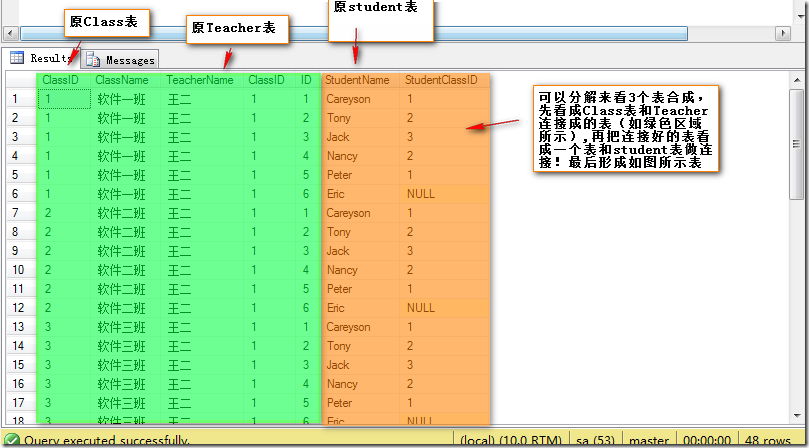 原Class表
原Teacher表
原student表
Results
Messages
ClassID ClassName TeacherName ClassID ID StudentName StudentClassID
1 1 软件一班 王二 1 1 Careyson 1
2 1 软件一班 王二 1 2 Tony 2
3 1 软件一班 王二 1 3 Jack 3
4 1 软件一班 王二 1 4 Nancy 2
5 1 软件一班 王二 1 5 Peter 1
6 1 软件一班 王二 1 6 Eric NULL
7 2 软件二班 王二 1 1 Careyson 1
8 2 软件二班 王二 1 2 Tony 2
9 2 软件二班 王二 1 3 Jack 3
10 2 软件二班 王二 1 4 Nancy 2
11 2 软件二班 王二 1 5 Peter 1
12 2 软件二班 王二 1 6 Eric NULL
13 3 软件三班 王二 1 1 Careyson 1
14 3 软件三班 王二 1 2 Tony 2
15 3 软件三班 王二 1 3 Jack 3
16 3 软件三班 王二 1 4 Nancy 2
17 3 软件三班 王二 1 5 Peter 1
18 3 软件三班 王二 1 6 Eric NULL
可以分解来看3个表合成，
先看成Class表和Teacher
连接成的表（如绿色区域
所示）,再把连接好的表看
成一个表和student表做连
接！最后形成如图所示表
Query executed successfully.
(local) (10.0 RTM)
sa (53)
master
00:00:00
48 rows